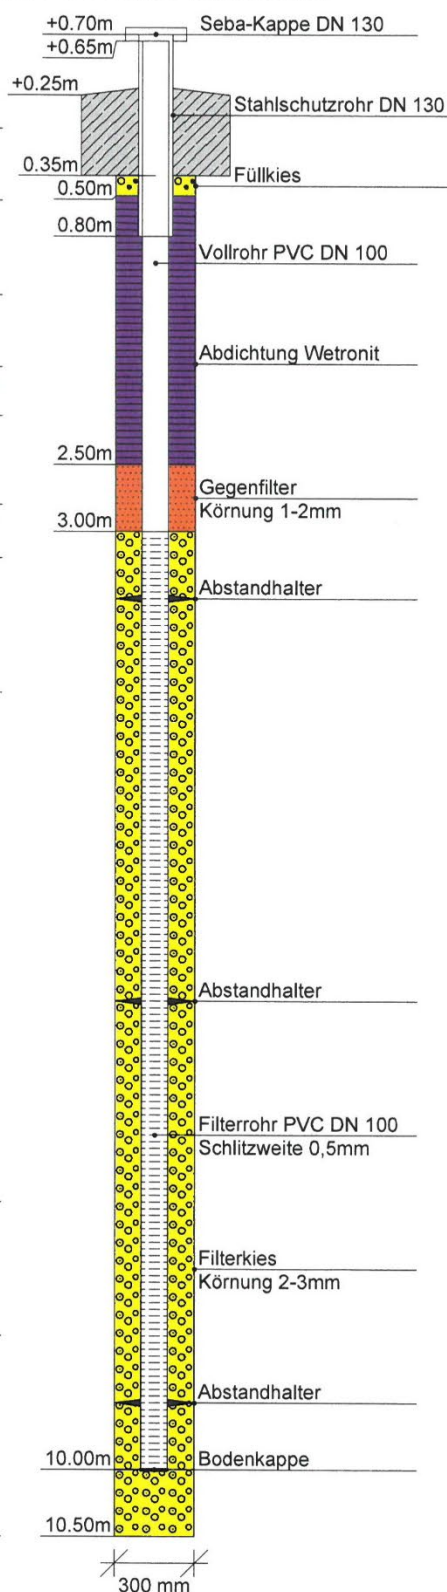 +0.70m Seba-Kappe DN 130
+0.65m
+0.25m
Stahlschutzrohr DN 130
0.35m Füllkies
0.50m
0.80m
Vollrohr PVC DN 100
Abdichtung Wetronit
2.50m
Gegenfilter
Körnung 1-2mm
3.00m
Abstandhalter
Abstandhalter
Filterrohr PVC DN 100
Schlitzweite 0,5mm
Filterkies
Körnung 2-3mm
Abstandhalter
10.00m Bodenkappe
10.50m
300 mm